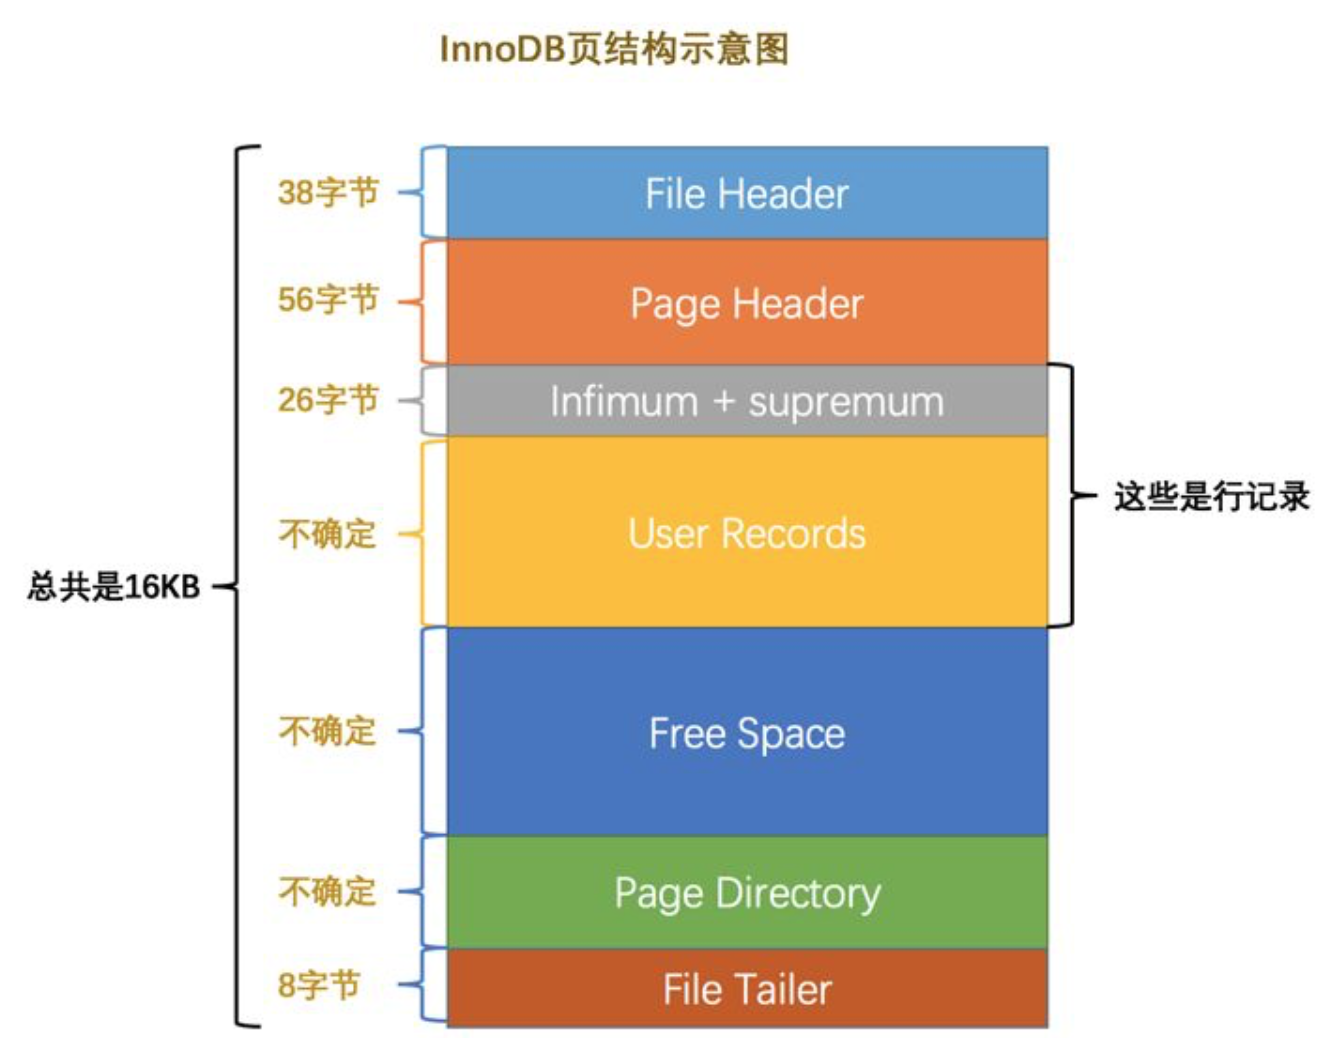 InnoDB页结构示意图
38字节
File Header
56字节
Page Header
26字节
Infimum + supremum
不确定
User Records
这些是行记录
总共是16KB
不确定
Free Space
不确定
Page Directory
8字节
File Tailer